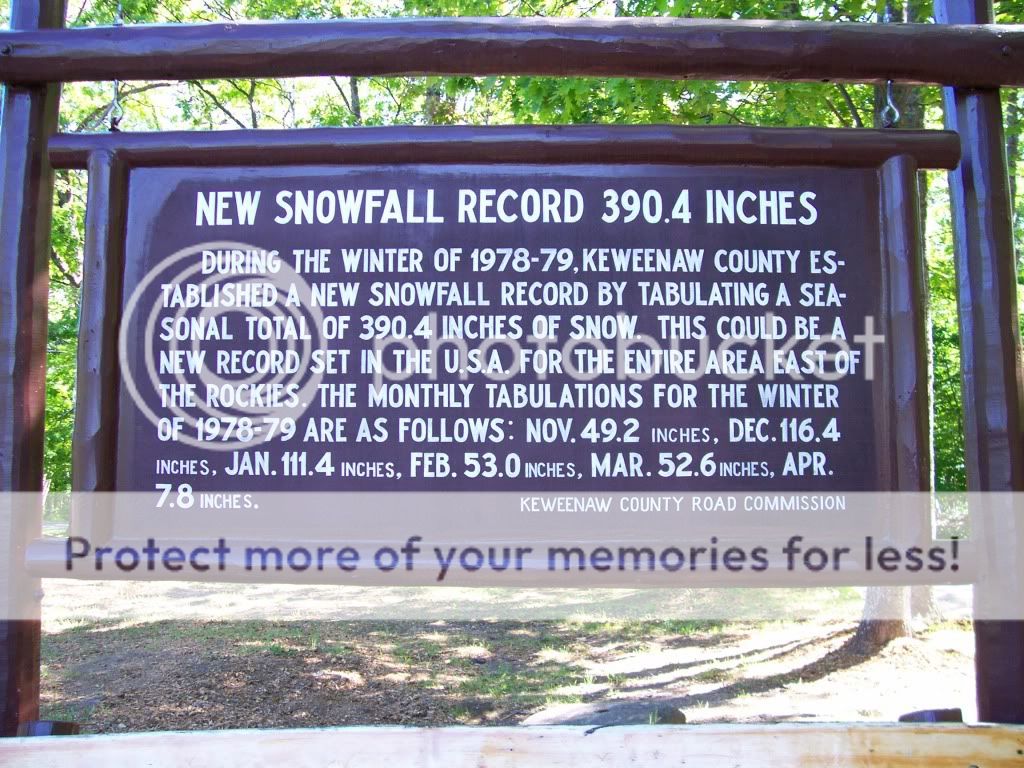 NEW SNOWFALL RECORD 390.4 INCHES
DURING THE WINTER OF 1978-79, KEWEENAW COUNTY ES-
TABLISHED A NEW SNOWFALL RECORD BY TABULATING A SEA-
SONAL TOTAL OF 390.4 INCHES OF SNOW. THIS COULD BE A
NEW RECORD SET IN THE U.S.A. FOR THE ENTIRE AREA EAST OF
THE ROCKIES. THE MONTHLY TABULATIONS FOR THE WINTER
OF 1978-79 ARE AS FOLLOWS: NOV. 49.2 INCHES, DEC. 116.4
INCHES, JAN. 111.4 INCHES, FEB. 53.0 INCHES, MAR. 52.6 INCHES, APR.
7.8 INCHES. KEWEENAW COUNTY ROAD COMMISSION
photobucket
Protect more of your memories for less!